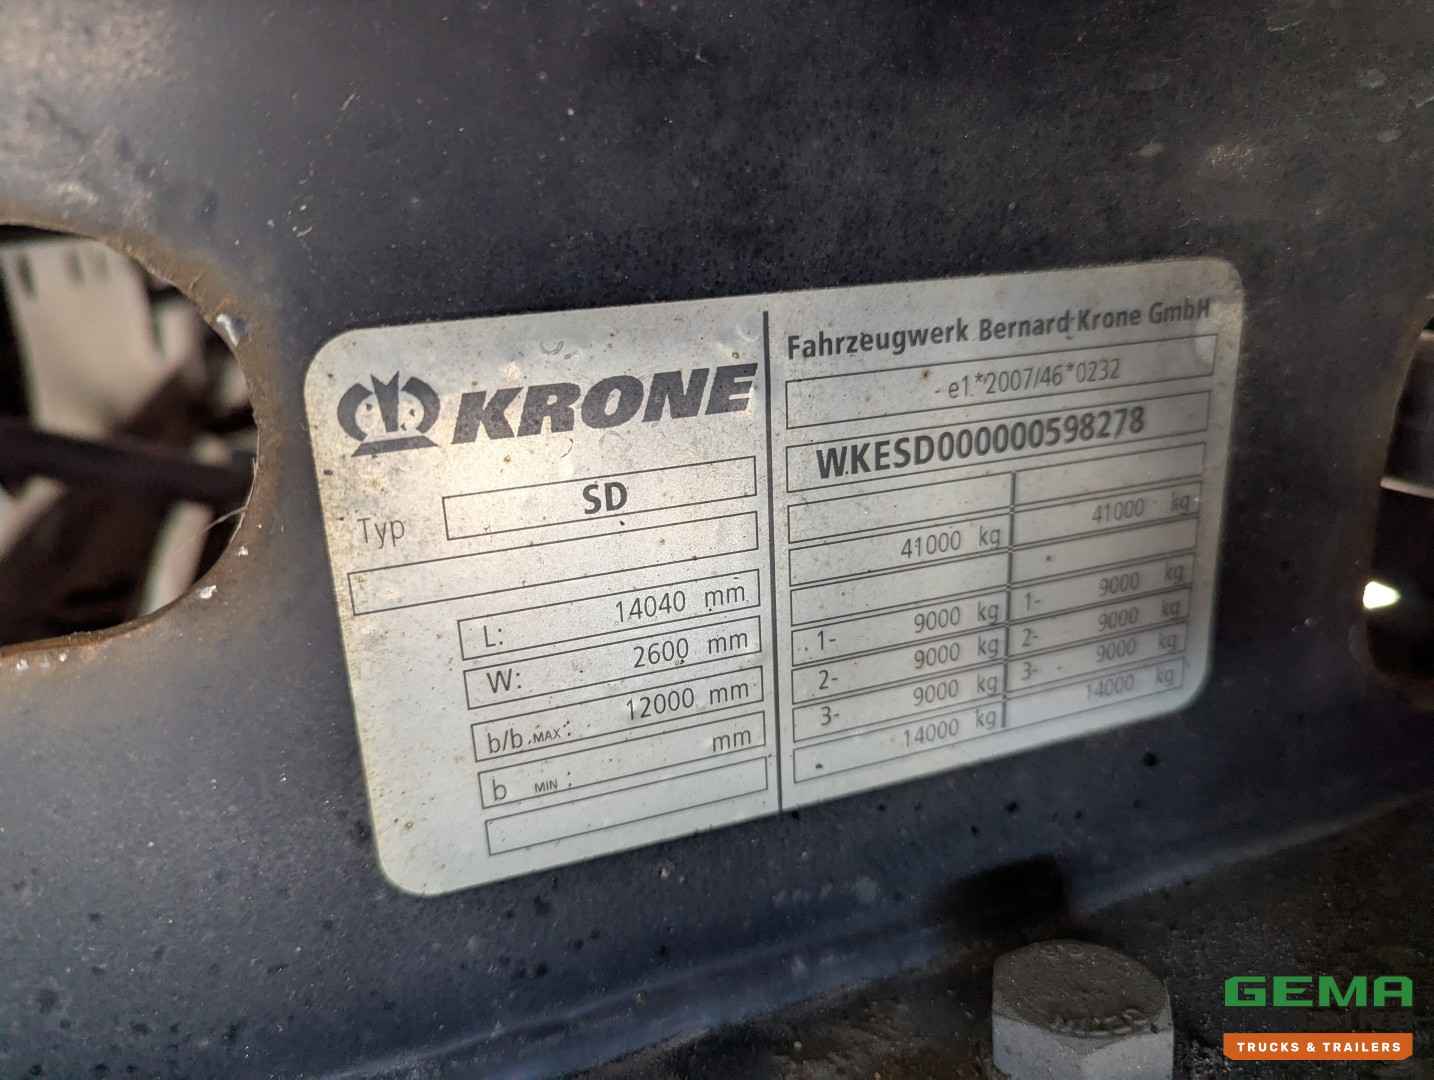 KRONE
Typ SD
L: 14040 mm
W: 2600 mm
b/b MAX: 12000 mm
b MIN: mm
Fahrzeugwerk Bernard Krone GmbH
e1*2007/46*0232
WKESD000000598278
41000 kg 41000 kg
1- 9000 kg 1- 9000 kg
2- 9000 kg 2- 9000 kg
3- 9000 kg 3- 9000 kg
14000 kg 14000 kg
GEMA
TRUCKS & TRAILERS